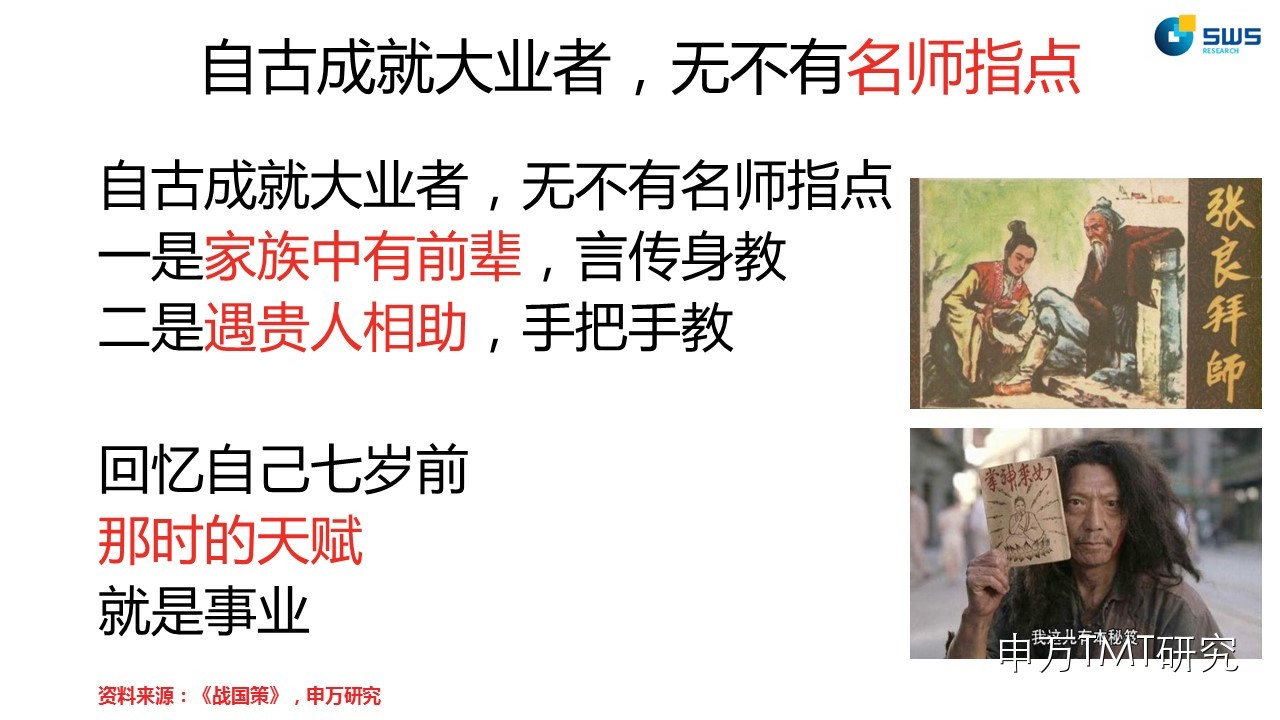 自古成就大业者，无不有名师指点
SWS
RESEARCH
自古成就大业者，无不有名师指点
一是家族中有前辈，言传身教
二是遇贵人相助，手把手教
张良拜師
回忆自己七岁前
那时的天赋
就是事业
掌神来如
我这儿有本秘笈
申万TMT研究
资料来源：《战国策》，申万研究